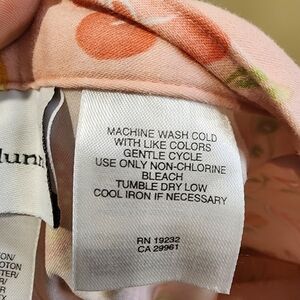 MACHINE WASH COLD
WITH LIKE COLORS
GENTLE CYCLE
USE ONLY NON-CHLORINE
BLEACH
TUMBLE DRY LOW
COOL IRON IF NECESSARY
RN 19232
CA 29961